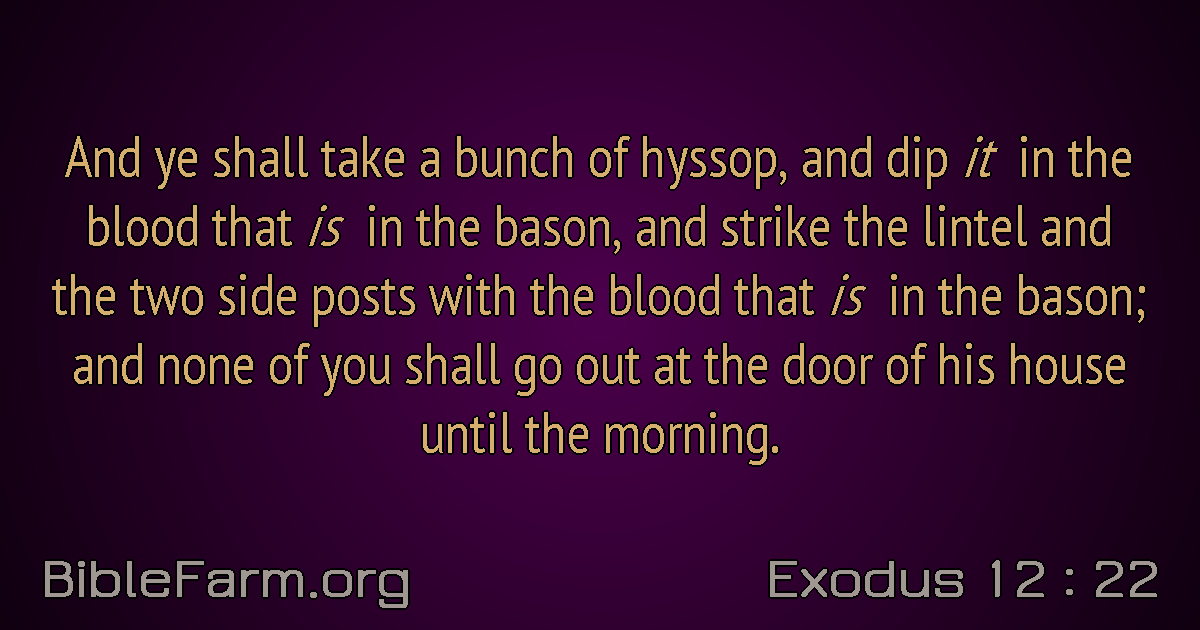 And ye shall take a bunch of hyssop, and dip it in the
blood that is in the bason, and strike the lintel and
the two side posts with the blood that is in the bason;
and none of you shall go out at the door of his house
until the morning.
BibleFarm.org
Exodus 12 : 22